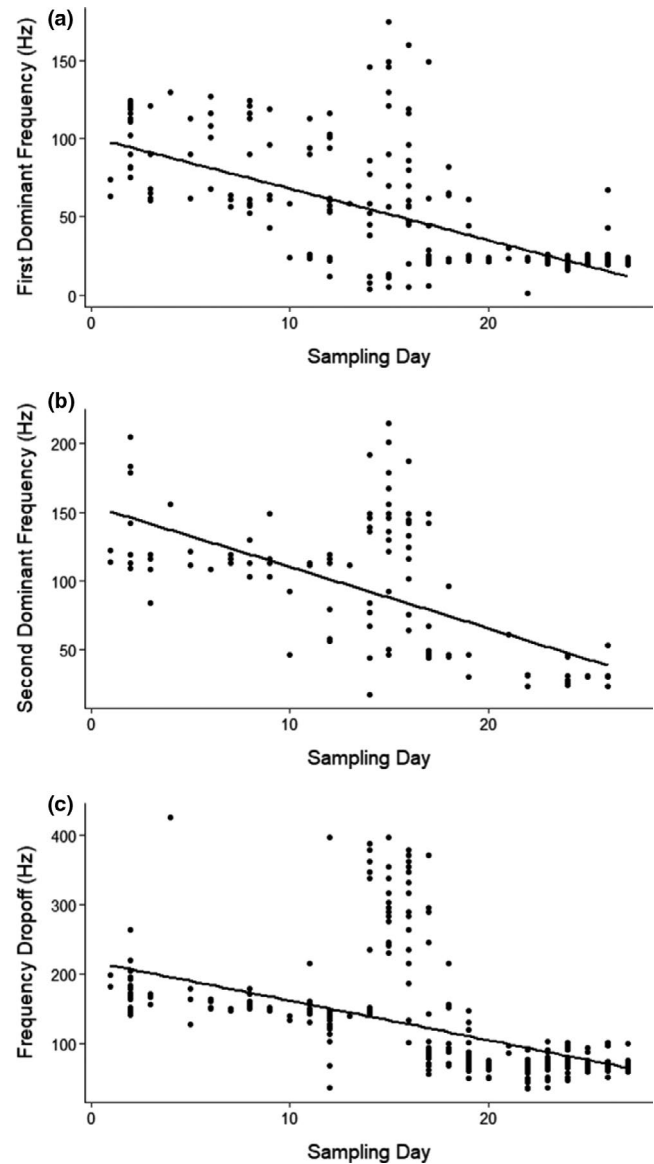 (a)
First Dominant Frequency (Hz)
150
100
50
0
0 10 20
Sampling Day
(b)
Second Dominant Frequency (Hz)
200
150
100
50
0 10 20
Sampling Day
(c)
Frequency Dropoff (Hz)
400
300
200
100
0 10 20
Sampling Day